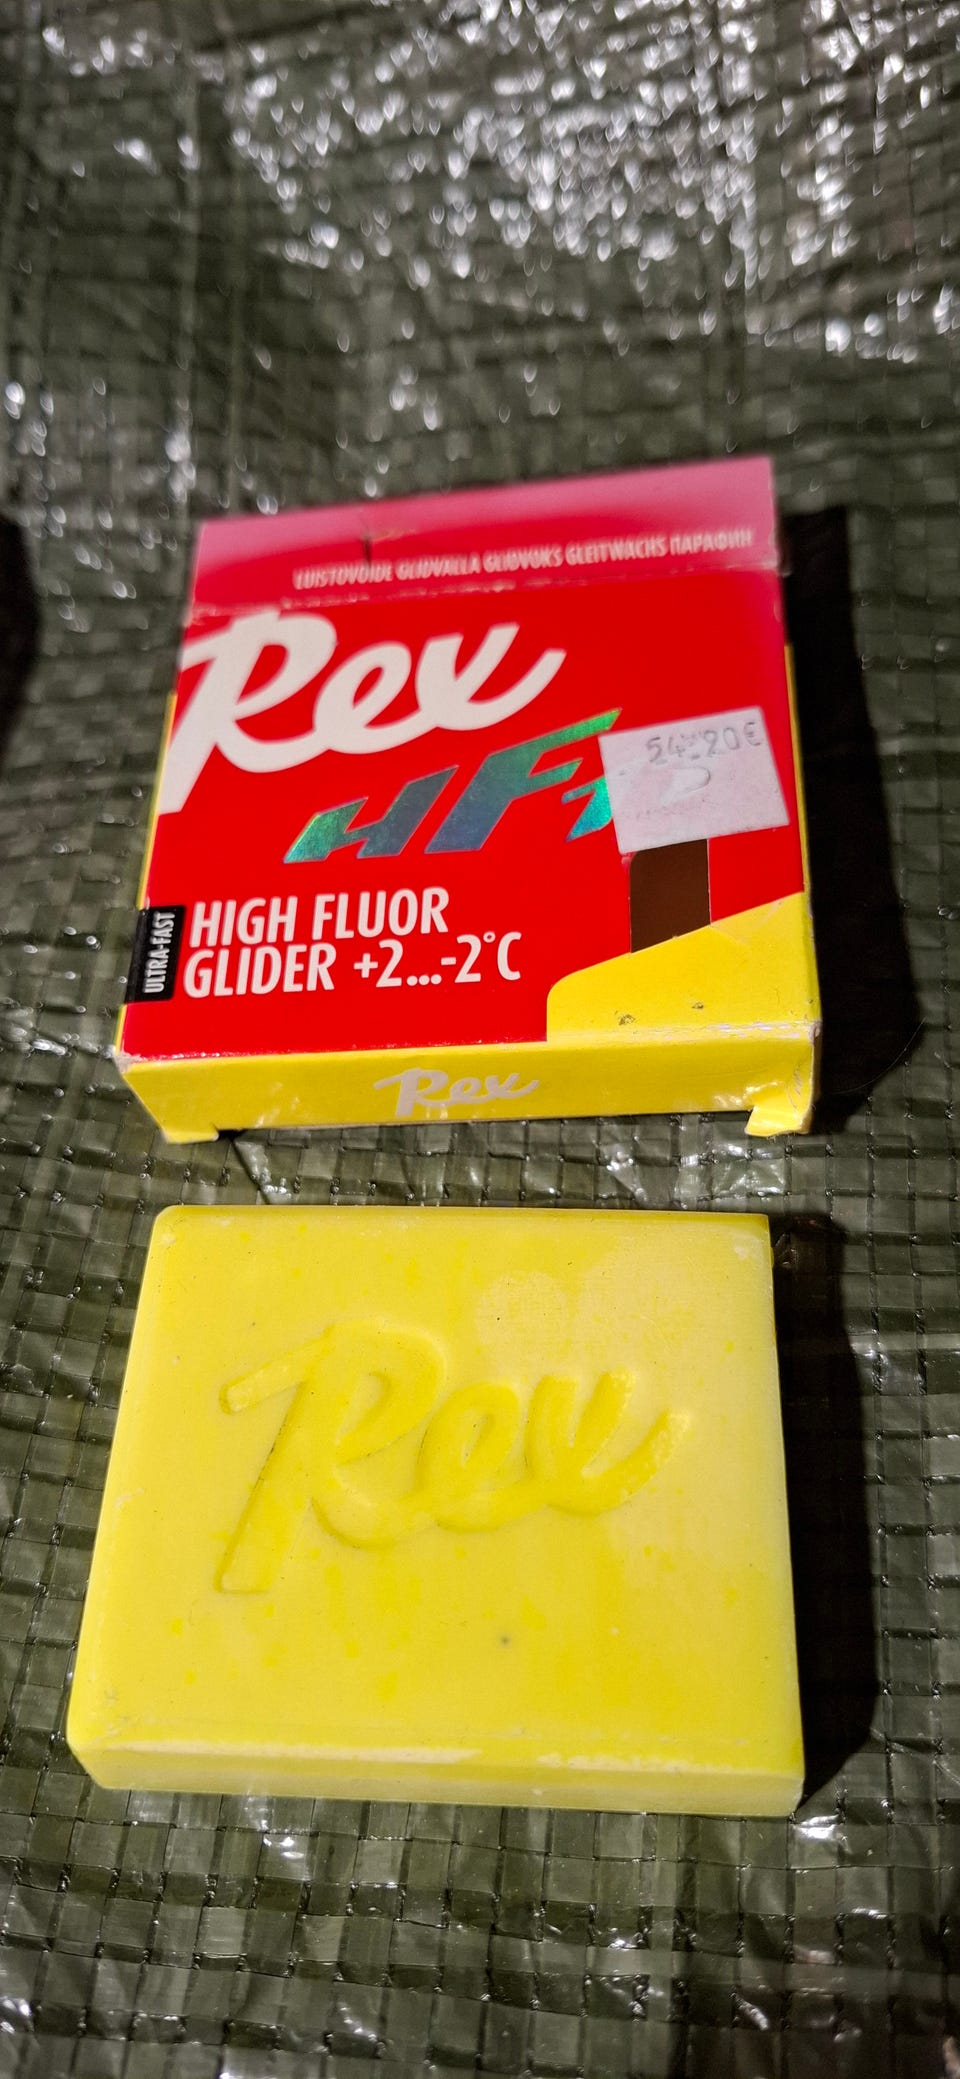 LUISTOVOIDE GLIDVALLA GLIDVOKS GLEITWACHS ПАРАФИН
Rex
HF
54,- 20€
ULTRA-FAST
HIGH FLUOR
GLIDER +2...-2°C
Rex
Rex